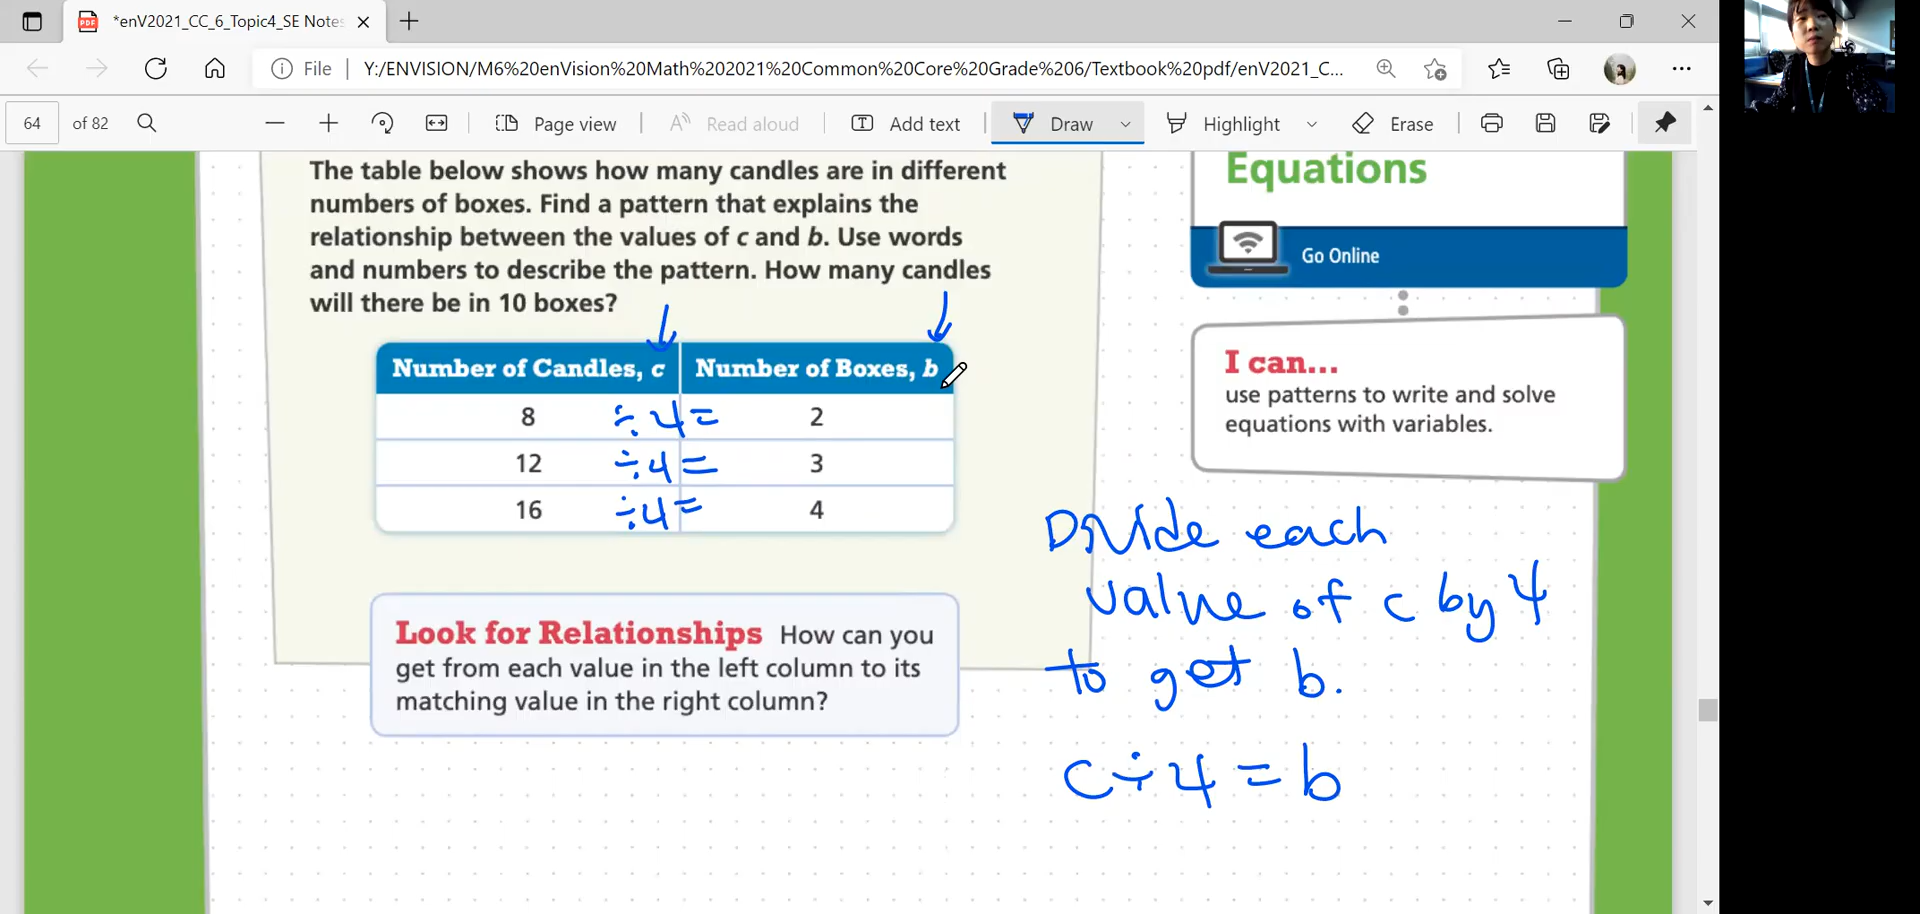 *enV2021_CC_6_Topic4_SE Notes
File
Y:/ENVISION/M6%20enVision%20Math%202021%20Common%20Core%20Grade%206/Textbook%20pdf/enV2021_C...
64 of 82
Page view
Read aloud
Add text
Draw
Highlight
Erase
The table below shows how many candles are in different
numbers of boxes. Find a pattern that explains the
relationship between the values of c and b. Use words
and numbers to describe the pattern. How many candles
will there be in 10 boxes?
Number of Candles, c Number of Boxes, b
8 ÷ 4 = 2
12 ÷ 4 = 3
16 ÷ 4 = 4
Look for Relationships How can you
get from each value in the left column to its
matching value in the right column?
Equations
Go Online
I can...
use patterns to write and solve
equations with variables.
Divide each
value of c by 4
to get b.
c ÷ 4 = b